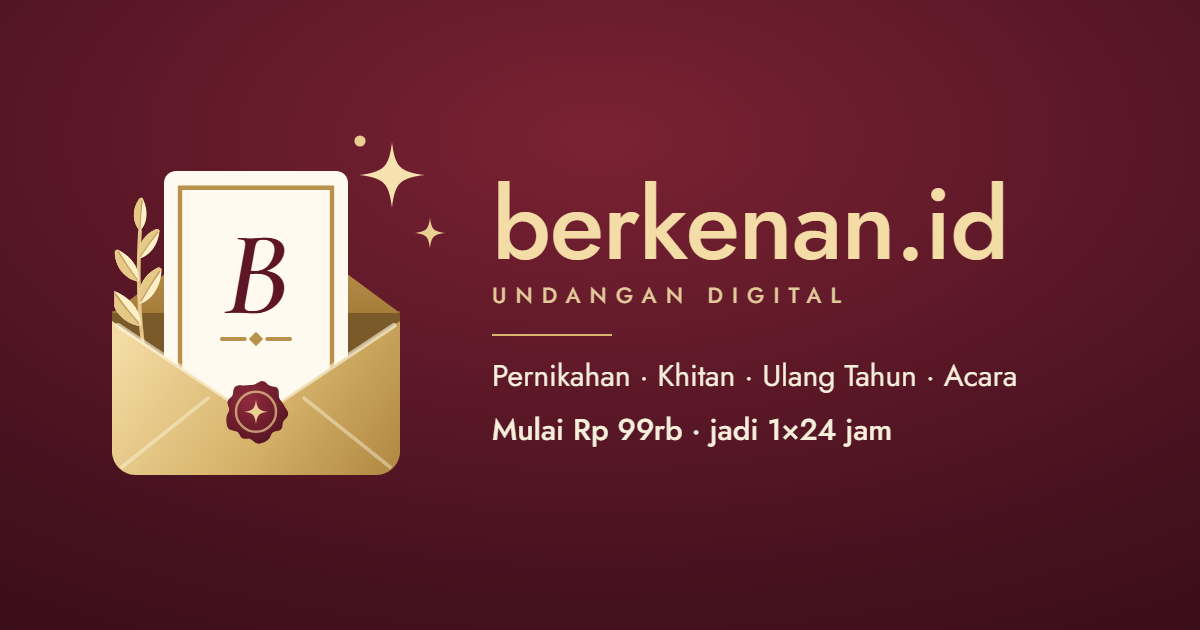 B
berkenan.id
UNDANGAN DIGITAL
Pernikahan · Khitan · Ulang Tahun · Acara
Mulai Rp 99rb · jadi 1×24 jam